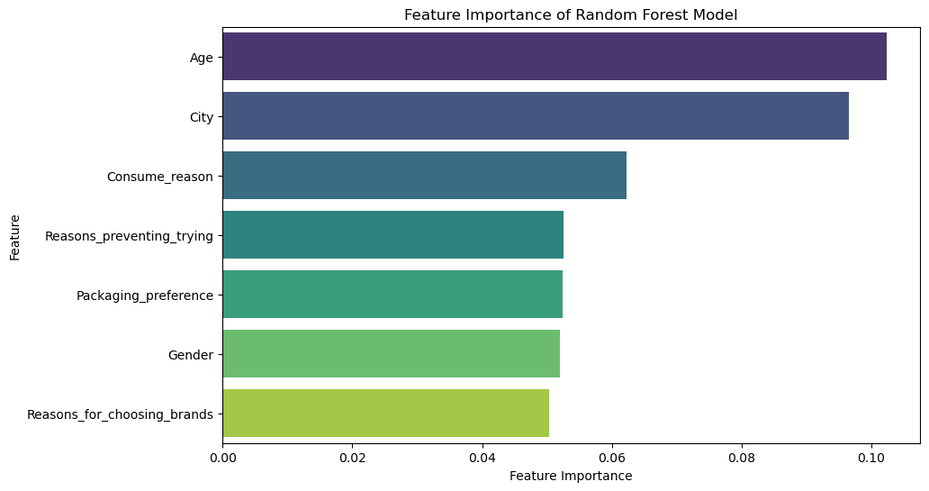 Feature Importance of Random Forest Model
Feature
Age
City
Consume_reason
Reasons_preventing_trying
Packaging_preference
Gender
Reasons_for_choosing_brands
0.00 0.02 0.04 0.06 0.08 0.10
Feature Importance